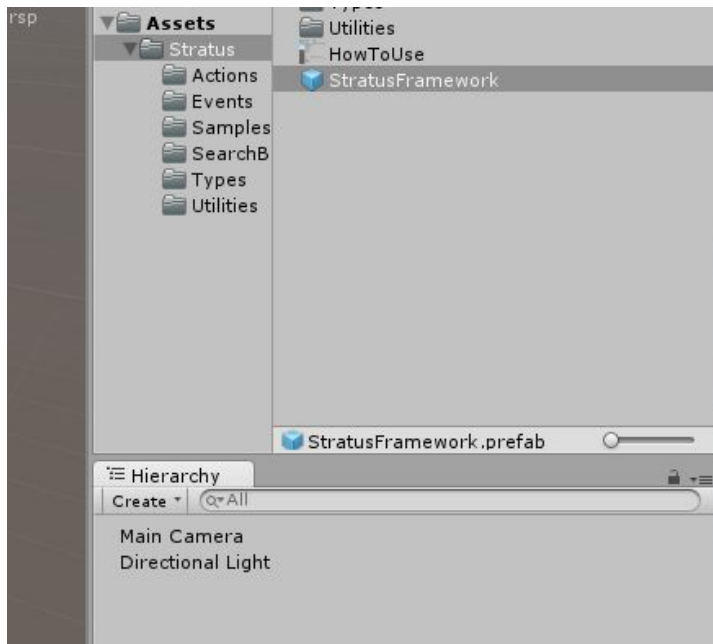 rsp
Assets
Stratus
Actions
Events
Samples
SearchB
Types
Utilities
Types
Utilities
HowToUse
StratusFramework
StratusFramework.prefab
Hierarchy
Create
All
Main Camera
Directional Light